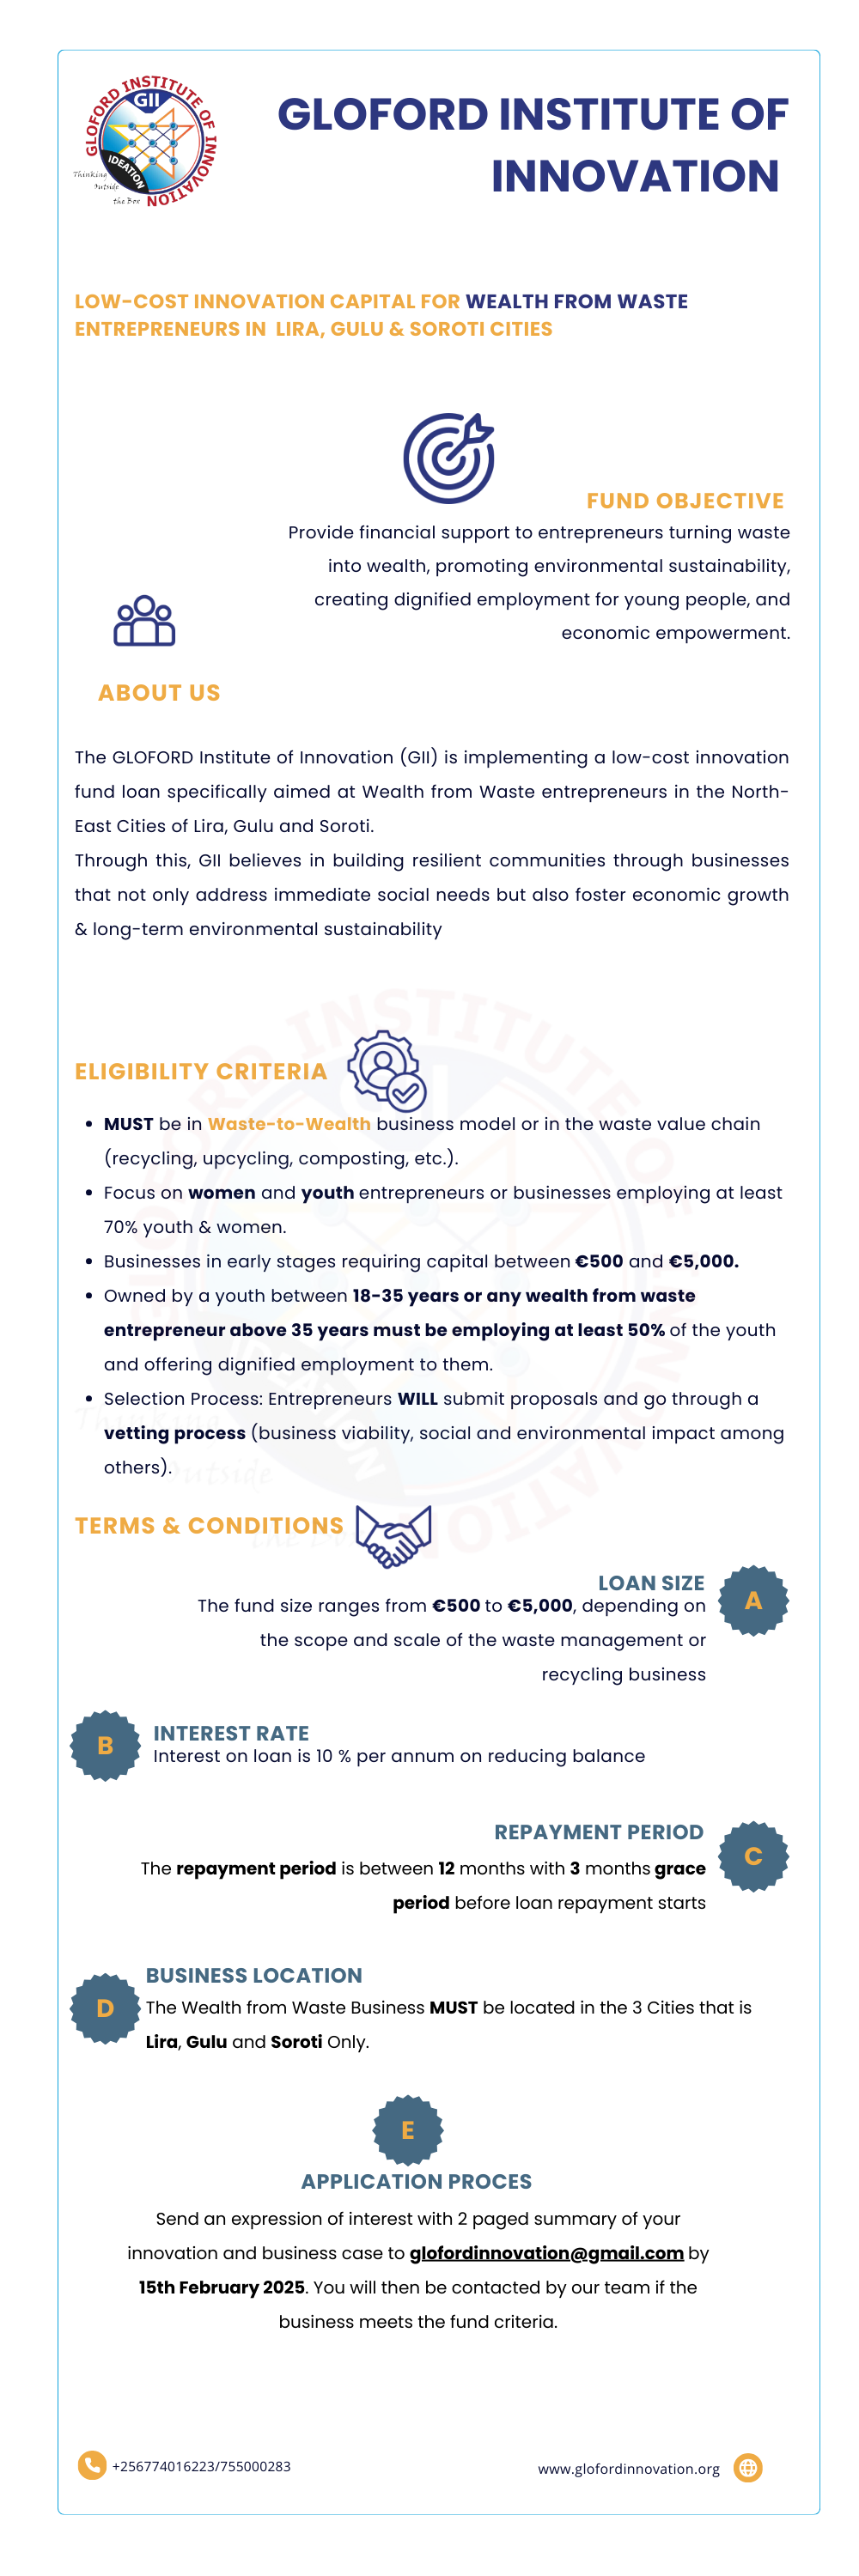 GLOFORD INSTITUTE OF INNOVATION
GII
IDEATION
Thinking
Outside
the Box
GLOFORD INSTITUTE OF
INNOVATION
LOW-COST INNOVATION CAPITAL FOR WEALTH FROM WASTE
ENTREPRENEURS IN LIRA, GULU & SOROTI CITIES
FUND OBJECTIVE
Provide financial support to entrepreneurs turning waste
into wealth, promoting environmental sustainability,
creating dignified employment for young people, and
economic empowerment.
ABOUT US
The GLOFORD Institute of Innovation (GII) is implementing a low-cost innovation
fund loan specifically aimed at Wealth from Waste entrepreneurs in the North-
East Cities of Lira, Gulu and Soroti.
Through this, GII believes in building resilient communities through businesses
that not only address immediate social needs but also foster economic growth
& long-term environmental sustainability
ELIGIBILITY CRITERIA
• MUST be in Waste-to-Wealth business model or in the waste value chain
(recycling, upcycling, composting, etc.).
• Focus on women and youth entrepreneurs or businesses employing at least
70% youth & women.
• Businesses in early stages requiring capital between €500 and €5,000.
• Owned by a youth between 18-35 years or any wealth from waste
entrepreneur above 35 years must be employing at least 50% of the youth
and offering dignified employment to them.
• Selection Process: Entrepreneurs WILL submit proposals and go through a
vetting process (business viability, social and environmental impact among
others).
TERMS & CONDITIONS
LOAN SIZE
A
The fund size ranges from €500 to €5,000, depending on
the scope and scale of the waste management or
recycling business
B
INTEREST RATE
Interest on loan is 10 % per annum on reducing balance
REPAYMENT PERIOD
C
The repayment period is between 12 months with 3 months grace
period before loan repayment starts
BUSINESS LOCATION
D
The Wealth from Waste Business MUST be located in the 3 Cities that is
Lira, Gulu and Soroti Only.
E
APPLICATION PROCES
Send an expression of interest with 2 paged summary of your
innovation and business case to glofordinnovation@gmail.com by
15th February 2025. You will then be contacted by our team if the
business meets the fund criteria.
+256774016223/755000283
www.glofordinnovation.org